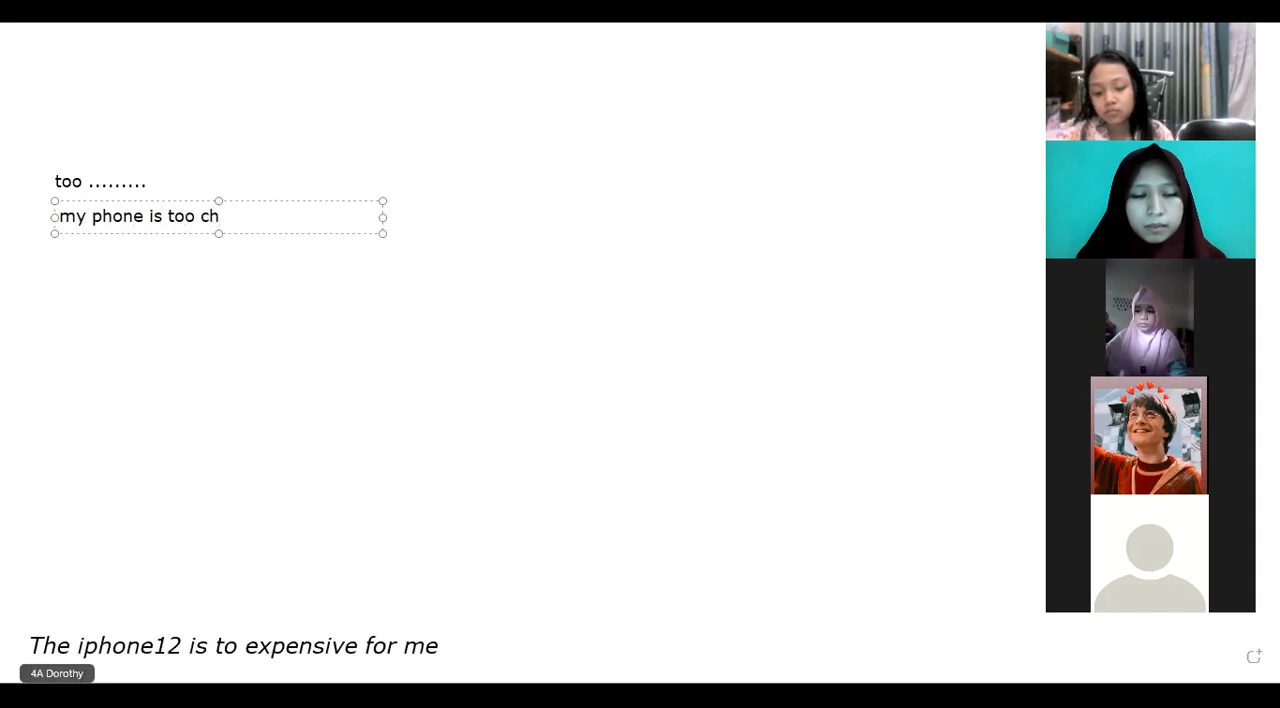 too .........
my phone is too ch
The iphone12 is to expensive for me
4A Dorothy